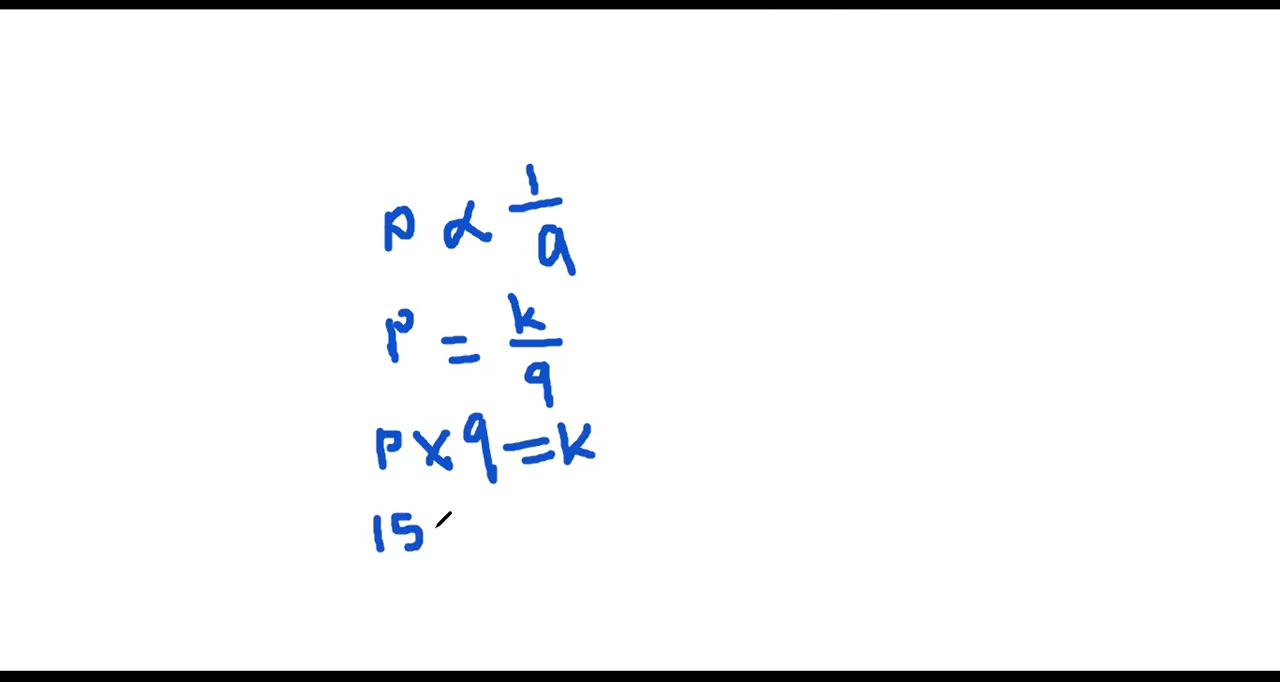 p ∝ 1/q
P = k/q
P × q = k
15